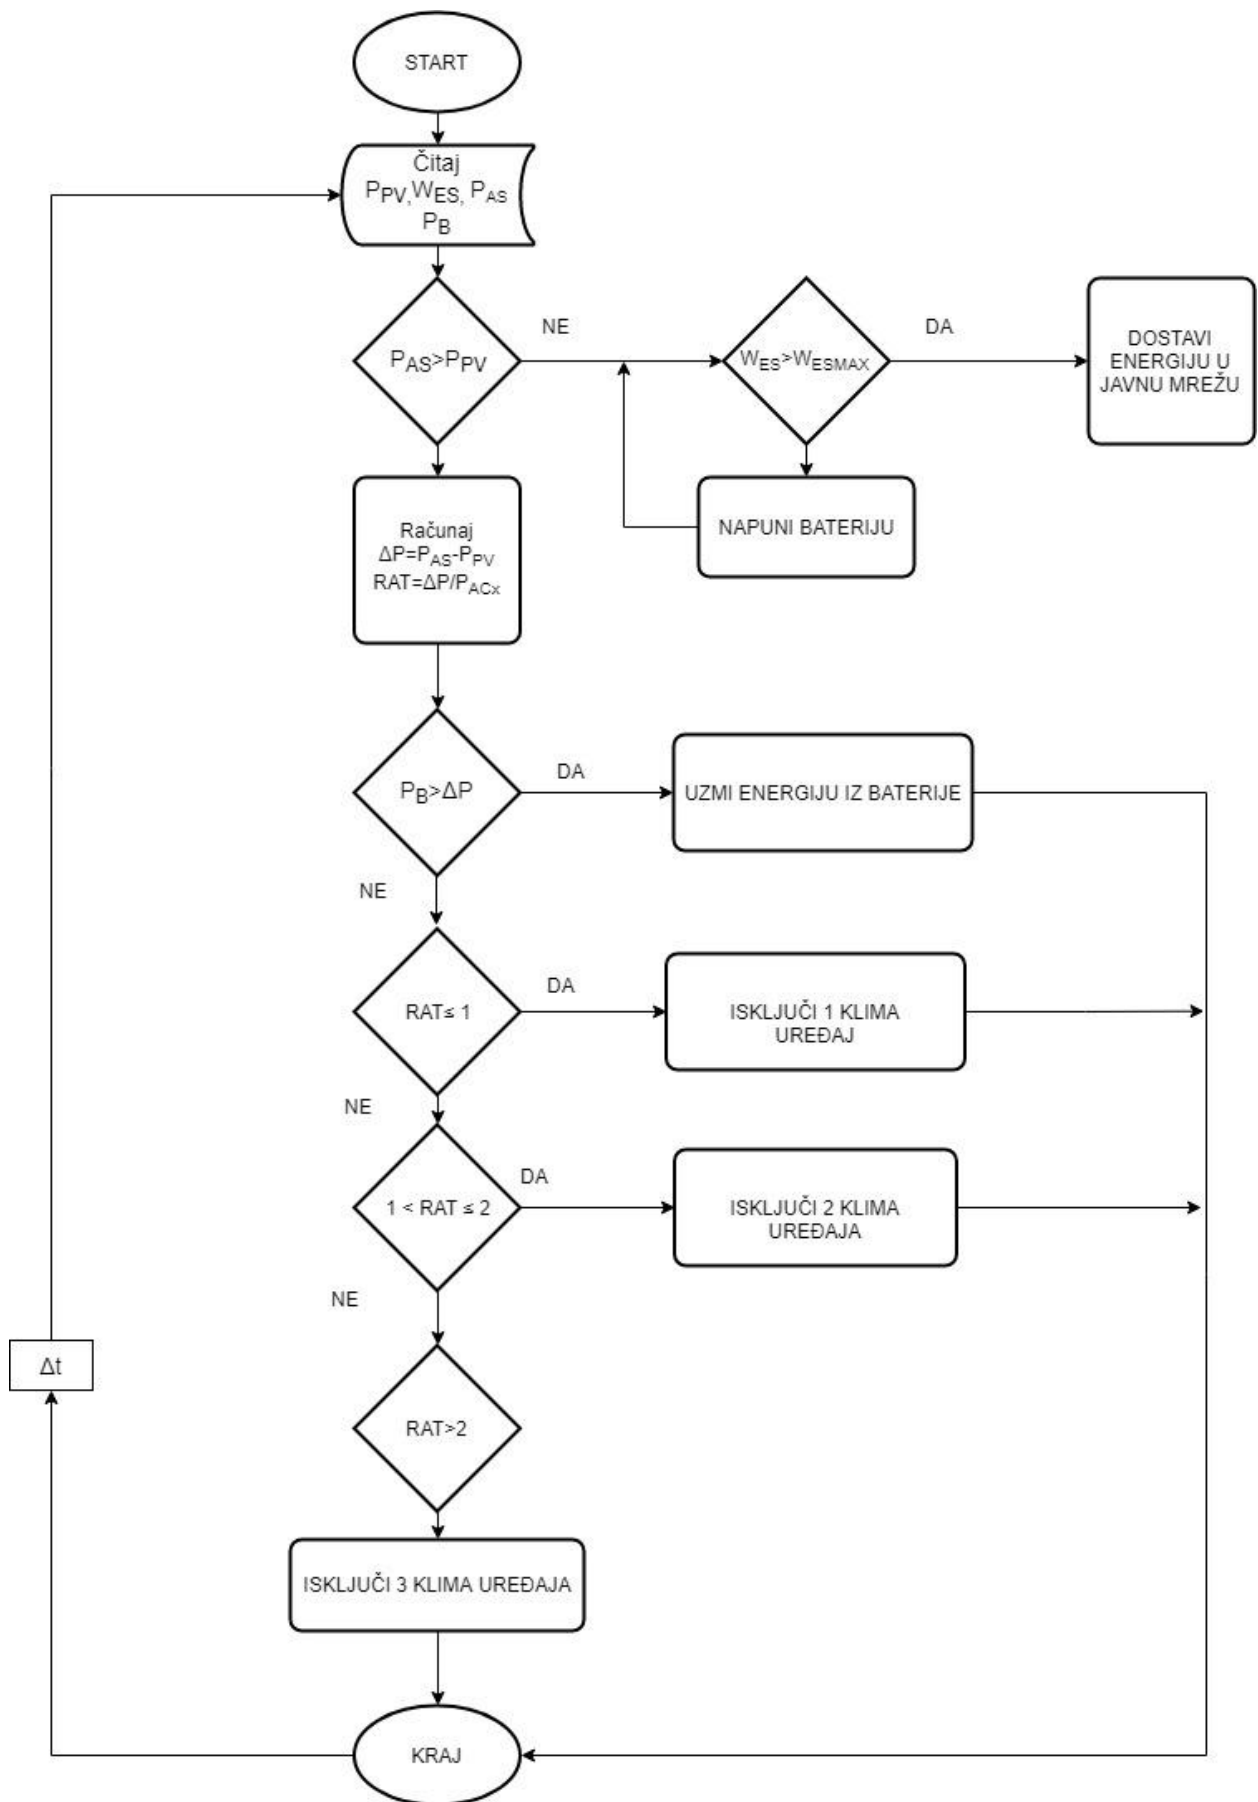 START
Čitaj
PPV,WES, PAS
PB
PAS>PPV
NE
WES>WESMAX
DA
DOSTAVI
ENERGIJU U
JAVNU MREŽU
NAPUNI BATERIJU
Računaj
ΔP=PAS-PPV
RAT=ΔP/PACx
PB>ΔP
DA
UZMI ENERGIJU IZ BATERIJE
NE
RAT≤ 1
DA
ISKLJUČI 1 KLIMA
UREĐAJ
NE
1 < RAT ≤ 2
DA
ISKLJUČI 2 KLIMA
UREĐAJA
NE
Δt
RAT>2
ISKLJUČI 3 KLIMA UREĐAJA
KRAJ